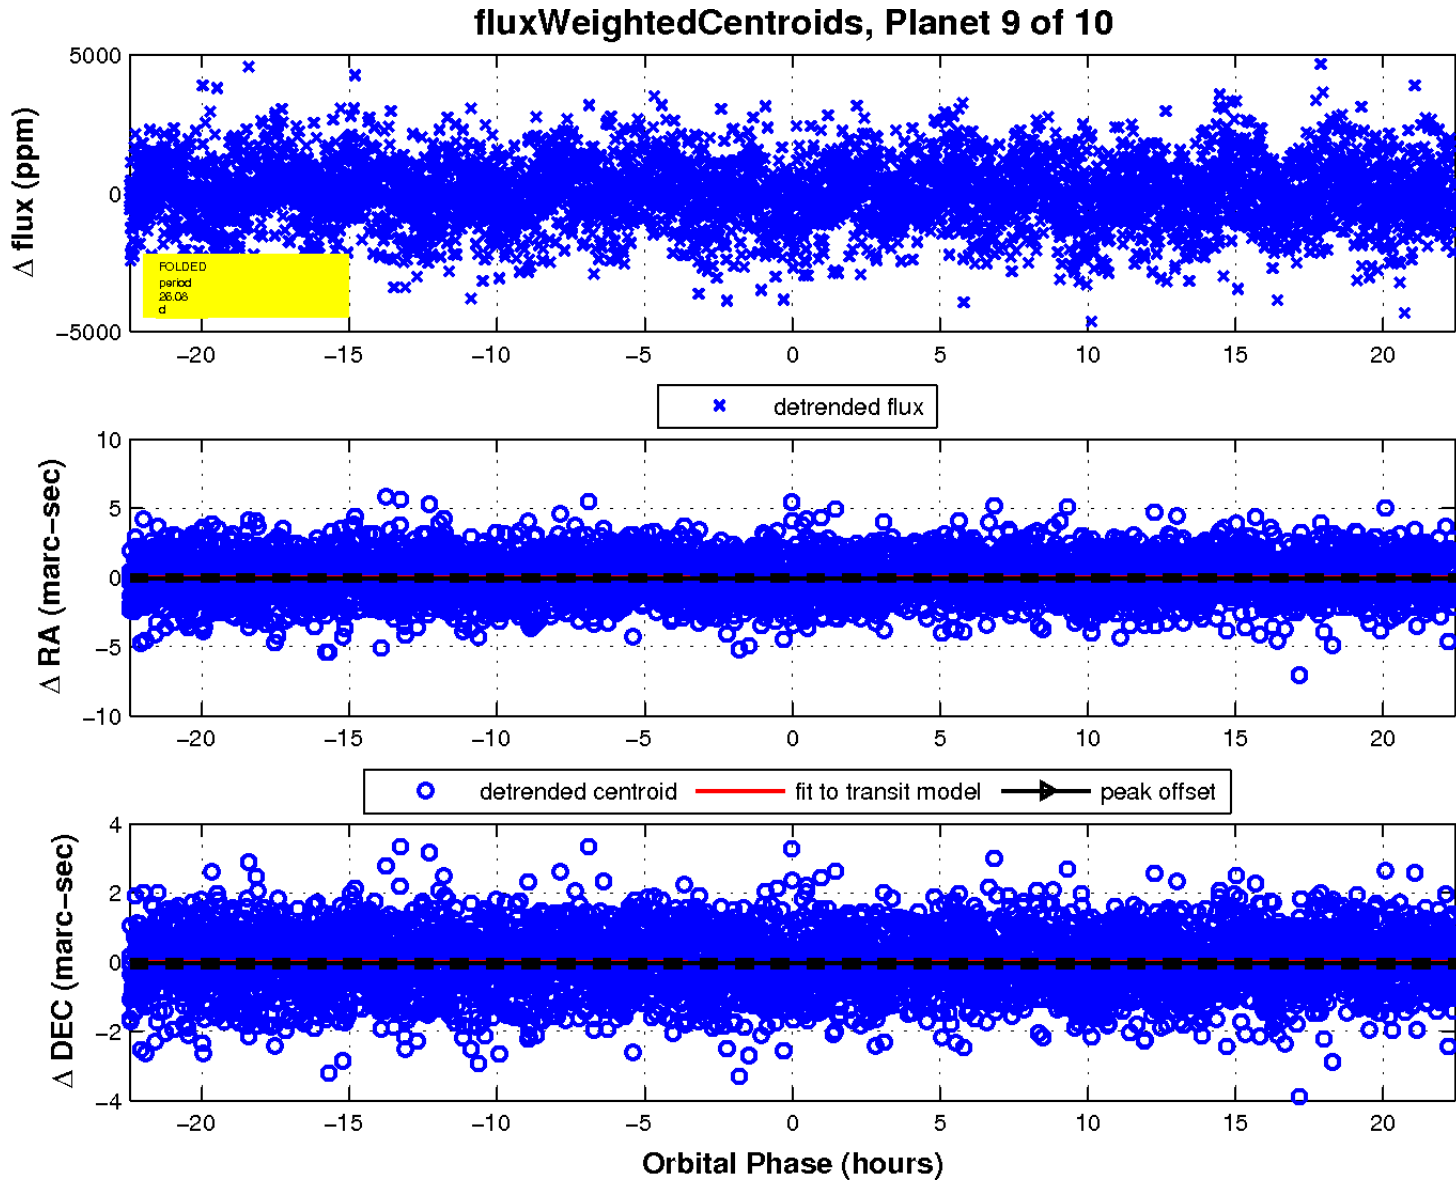 fluxWeightedCentroids, Planet 9 of 10
Δ flux (ppm)
5000
0
−5000
FOLDED
period
26.08
d
−20 −15 −10 −5 0 5 10 15 20
detrended flux
Δ RA (marc−sec)
10
5
0
−5
−10
−20 −15 −10 −5 0 5 10 15 20
detrended centroid fit to transit model peak offset
Δ DEC (marc−sec)
4
2
0
−2
−4
−20 −15 −10 −5 0 5 10 15 20
Orbital Phase (hours)